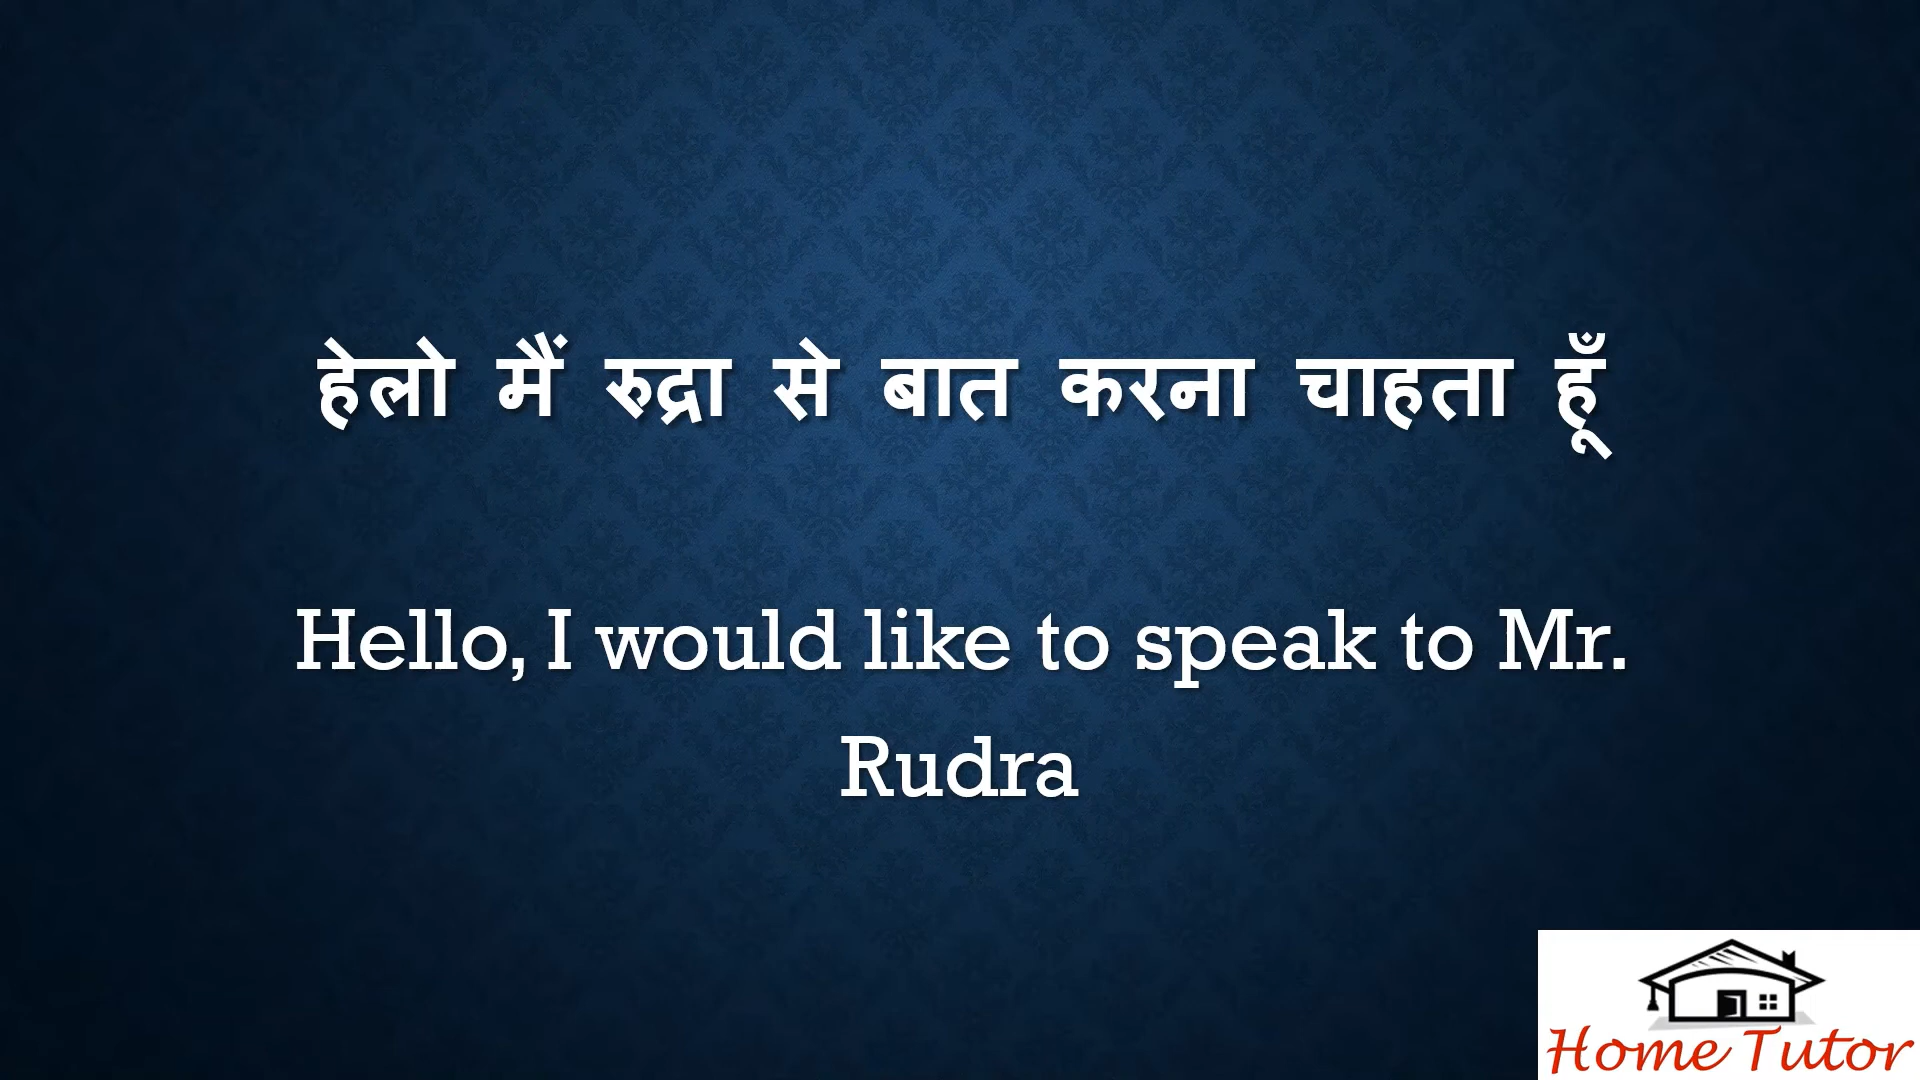 हेलो मैं रुद्रा से बात करना चाहता हूँ
Hello, I would like to speak to Mr.
Rudra
Home Tutor